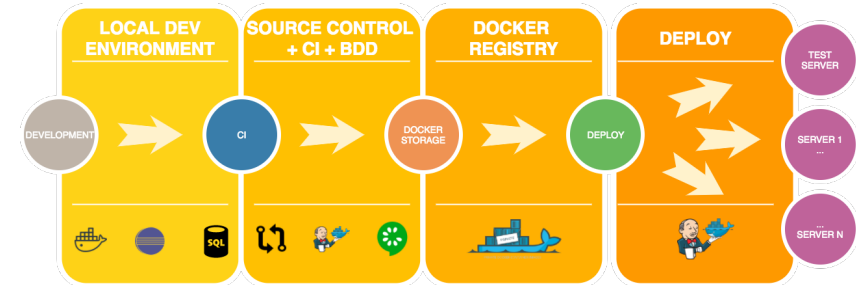 LOCAL DEV
ENVIRONMENT
SOURCE CONTROL
+ CI + BDD
DOCKER
REGISTRY
DEPLOY
DEVELOPMENT
CI
DOCKER
STORAGE
DEPLOY
TEST
SERVER
SERVER 1
...
...
SERVER N
SQL